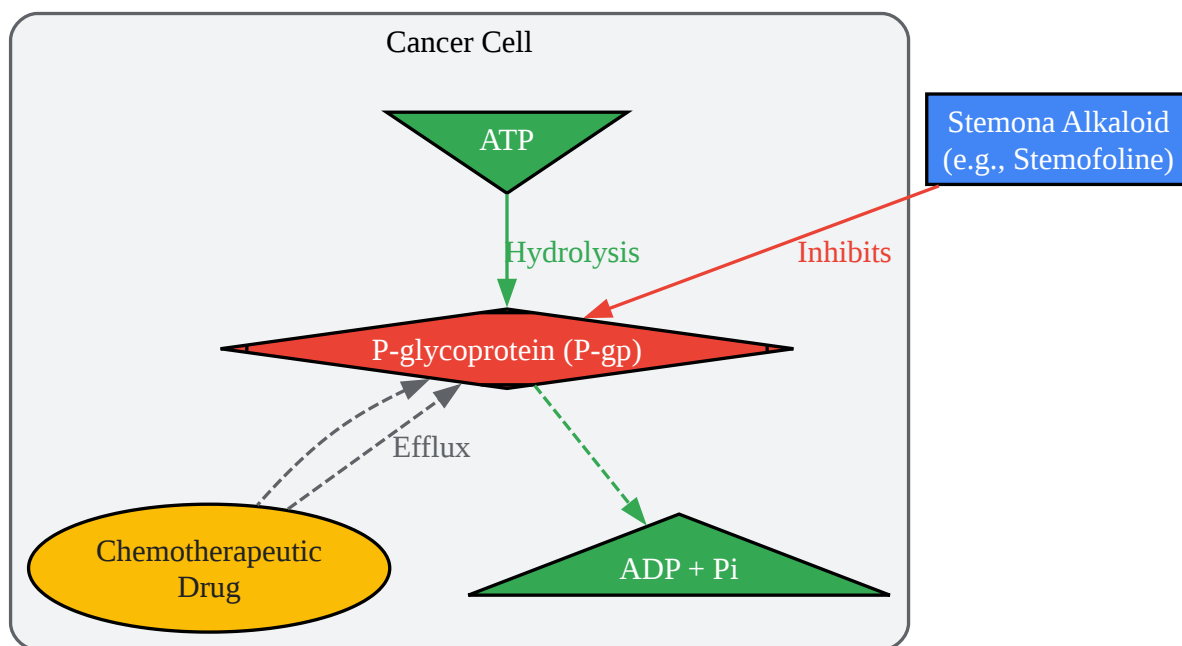 Cancer Cell
ATP
Stemona Alkaloid
(e.g., Stemofoline)
Hydrolysis
Inhibits
P-glycoprotein (P-gp)
Efflux
Chemotherapeutic
Drug
ADP + Pi